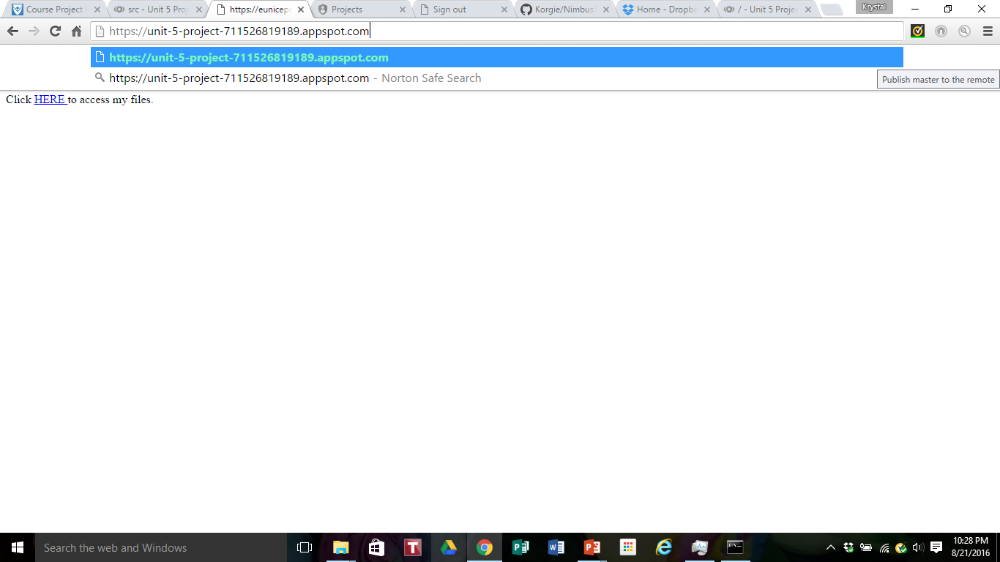 Course Project
src - Unit 5 Proj
https://eunicepr
Projects
Sign out
Korgie/NimbusS
Home - Dropbo
/ - Unit 5 Projec
Krystal
https://unit-5-project-711526819189.appspot.com
https://unit-5-project-711526819189.appspot.com
https://unit-5-project-711526819189.appspot.com - Norton Safe Search
Publish master to the remote
Click HERE to access my files.
Search the web and Windows
10:28 PM
8/21/2016